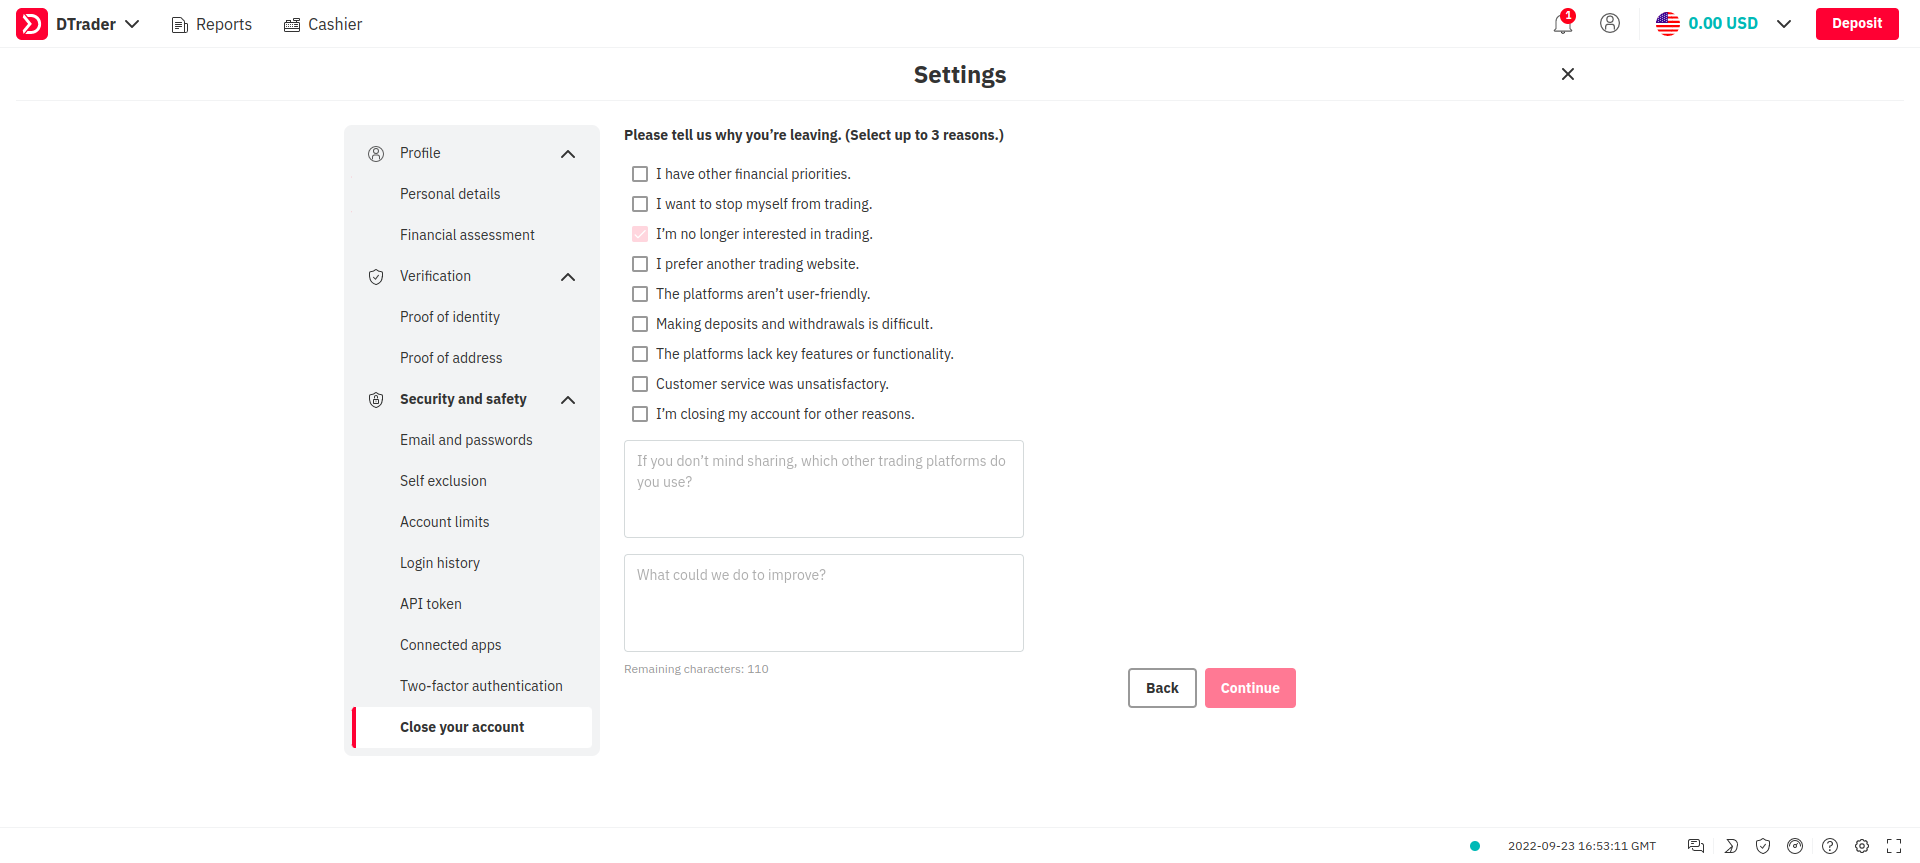 DTrader
Reports
Cashier
1
0.00 USD
Deposit
Settings
Profile
Personal details
Financial assessment
Verification
Proof of identity
Proof of address
Security and safety
Email and passwords
Self exclusion
Account limits
Login history
API token
Connected apps
Two-factor authentication
Close your account
Please tell us why you’re leaving. (Select up to 3 reasons.)
I have other financial priorities.
I want to stop myself from trading.
I’m no longer interested in trading.
I prefer another trading website.
The platforms aren’t user-friendly.
Making deposits and withdrawals is difficult.
The platforms lack key features or functionality.
Customer service was unsatisfactory.
I’m closing my account for other reasons.
If you don’t mind sharing, which other trading platforms do
you use?
What could we do to improve?
Remaining characters: 110
Back
Continue
2022-09-23 16:53:11 GMT